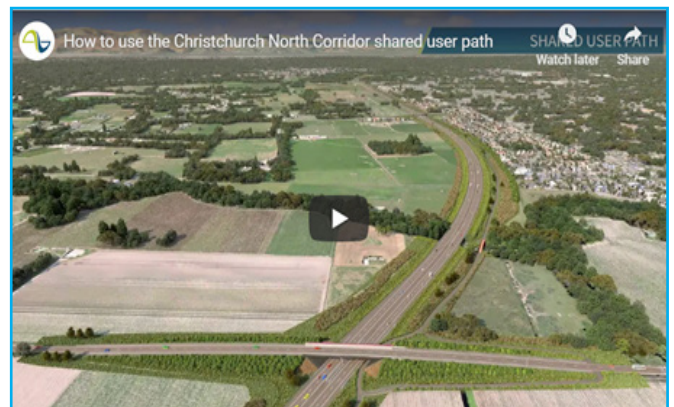 How to use the Christchurch North Corridor shared user path
SHARED USER PATH
Watch later
Share